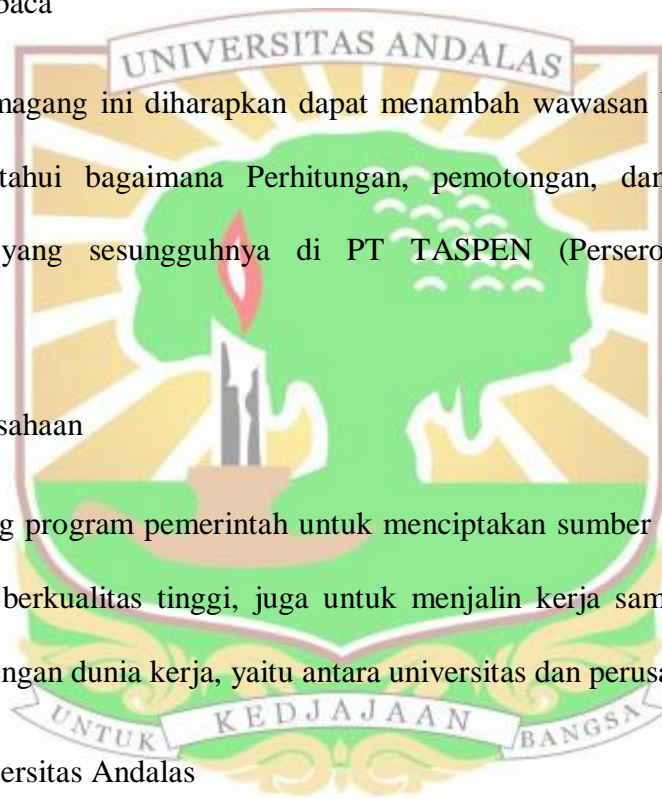 baca
UNIVERSITAS ANDALAS
magang ini diharapkan dapat menambah wawasan
tahui bagaimana Perhitungan, pemotongan, dan
yang sesungguhnya di PT TASPEN (Persero
sahaan
g program pemerintah untuk menciptakan sumber
berkualitas tinggi, juga untuk menjalin kerja sam
ngan dunia kerja, yaitu antara universitas dan perusa
UNTUK KEDJAJAAN BANGSA
ersitas Andalas